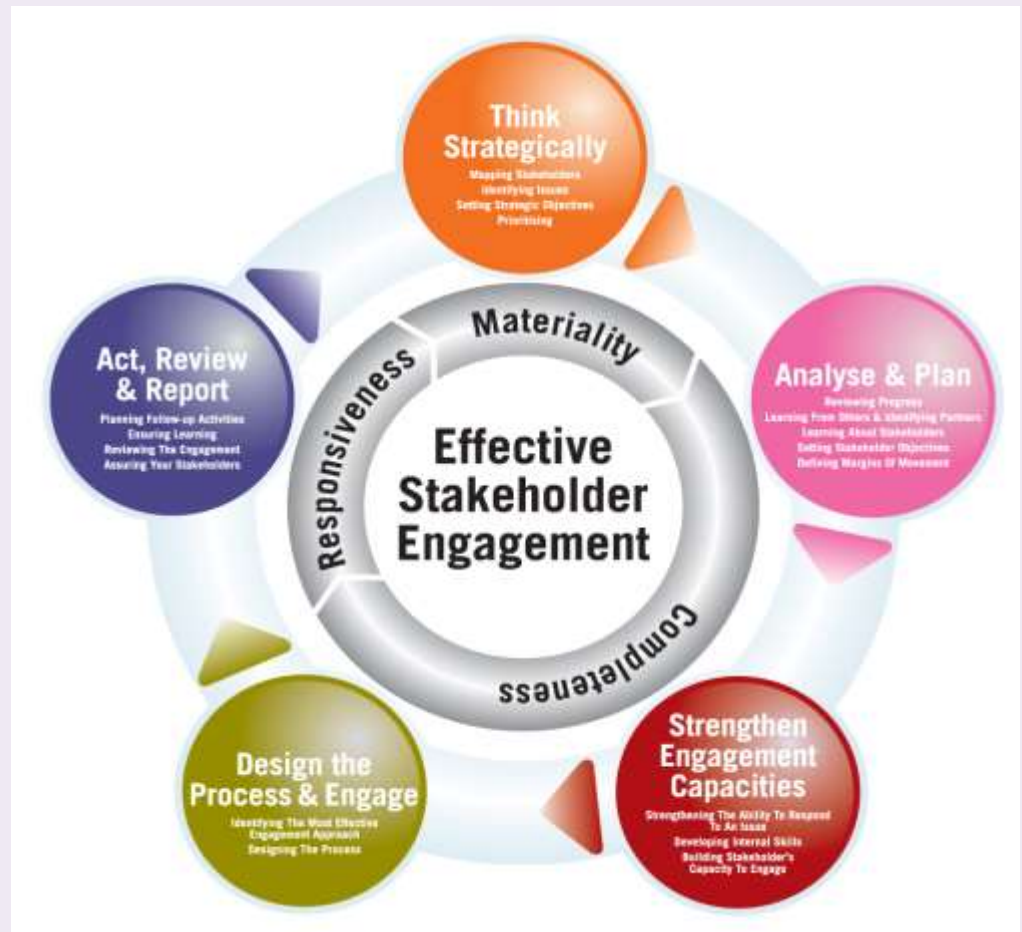 Think
Strategically
Mapping Stakeholders
Identifying Issues
Setting Strategic Objectives
Prioritising
Analyse & Plan
Reviewing Progress
Learning From Others & Identifying Partners
Learning About Stakeholders
Setting Stakeholder Objectives
Defining Margins Of Movement
Strengthen
Engagement
Capacities
Strengthening The Ability To Respond
To An Issue
Developing Internal Skills
Building Stakeholder's
Capacity To Engage
Design the
Process & Engage
Identifying The Most Effective
Engagement Approach
Designing The Process
Act, Review
& Report
Planning Follow-up Activities
Ensuring Learning
Reviewing The Engagement
Assuring Your Stakeholders
Materiality
Completeness
Responsiveness
Effective
Stakeholder
Engagement